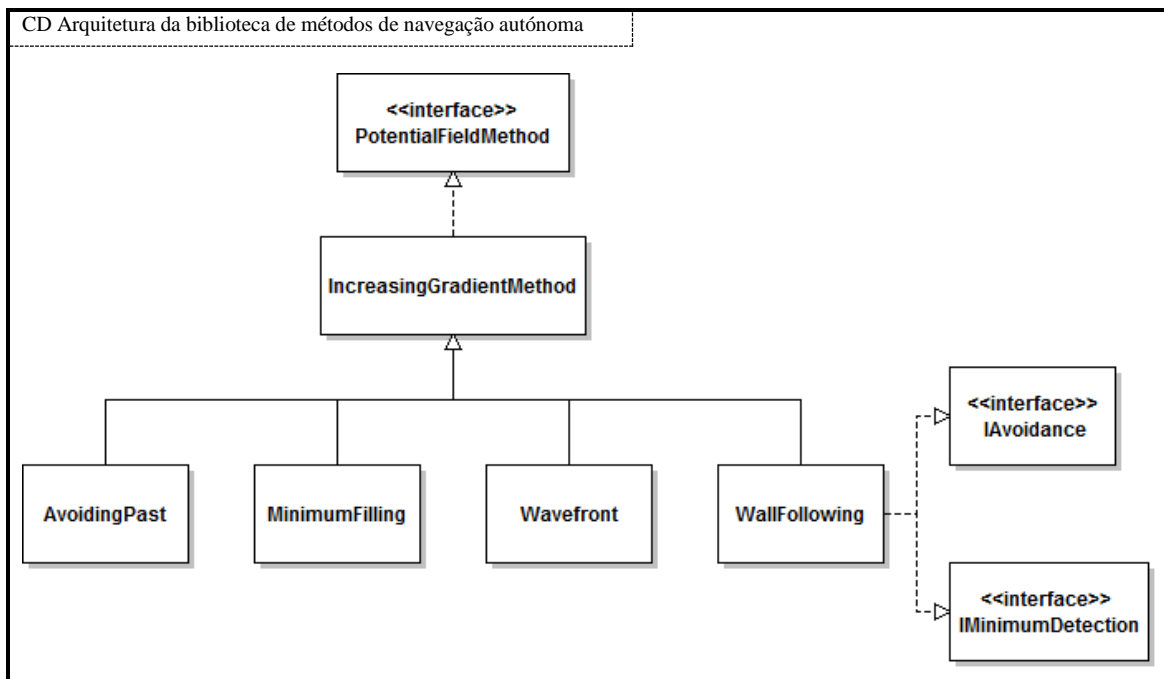 CD Arquitetura da biblioteca de métodos de navegação autónoma
<<interface>>
PotentialFieldMethod
IncreasingGradientMethod
<<interface>>
IAvoidance
AvoidingPast
MinimumFilling
Wavefront
WallFollowing
<<interface>>
IMinimumDetection